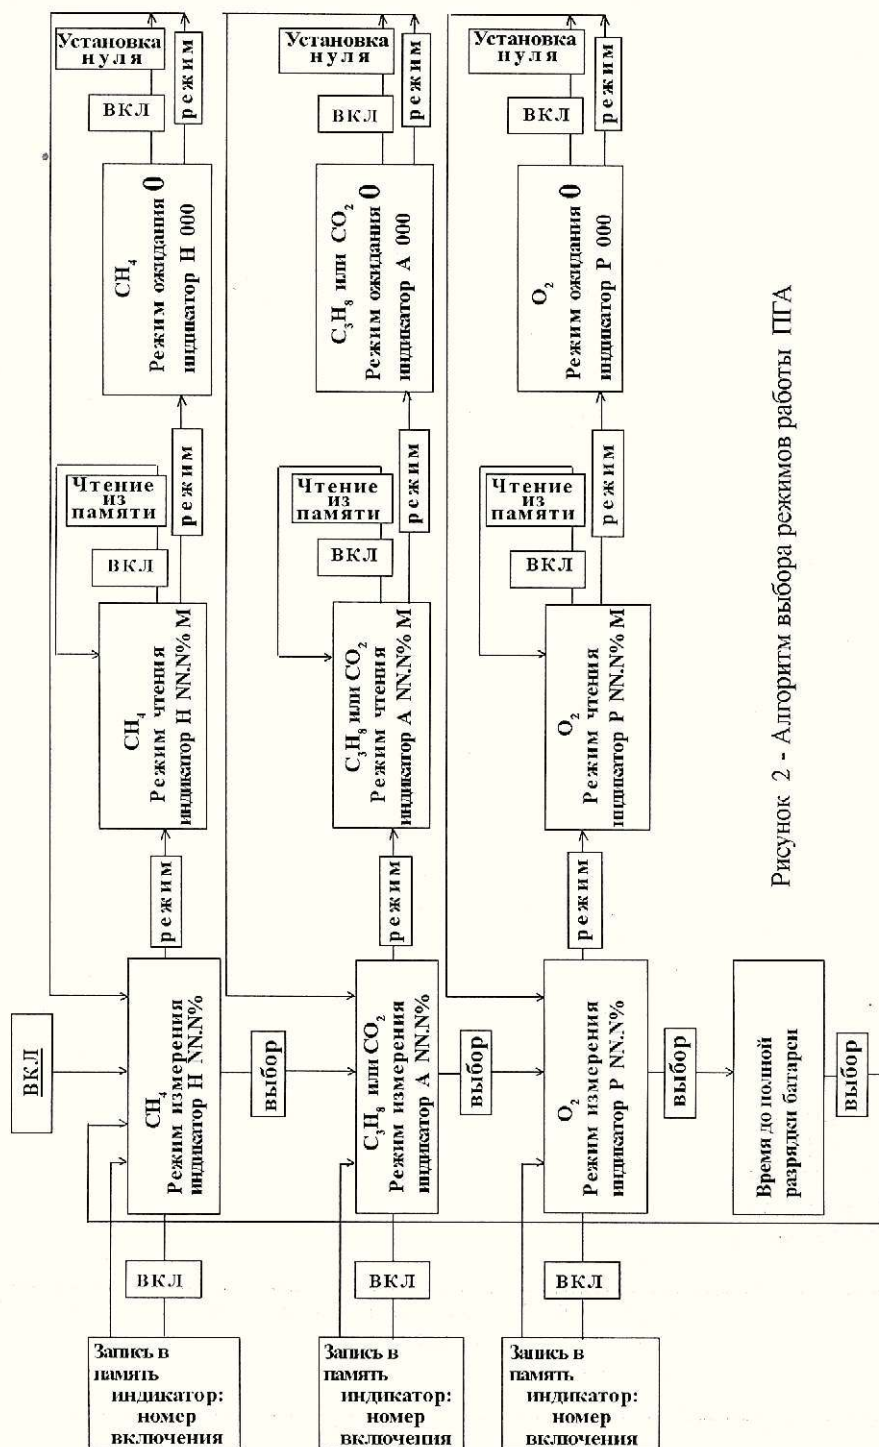 Установка
нуля
ВКЛ
режим
CH₄
Режим ожидания 0
индикатор Н 000
Чтение
из
памяти
ВКЛ
режим
CH₄
Режим чтения
индикатор Н NN.N% М
режим
ВКЛ
CH₄
Режим измерения
индикатор Н NN.N%
выбор
ВКЛ
Запись в
память
индикатор:
номер
включения
Установка
нуля
ВКЛ
режим
C₃H₈ или CO₂
Режим ожидания 0
индикатор А 000
Чтение
из
памяти
ВКЛ
режим
C₃H₈ или CO₂
Режим чтения
индикатор А NN.N% М
режим
C₃H₈ или CO₂
Режим измерения
индикатор А NN.N%
выбор
ВКЛ
Запись в
память
индикатор:
номер
включения
Установка
нуля
ВКЛ
режим
O₂
Режим ожидания 0
индикатор Р 000
Чтение
из
памяти
ВКЛ
режим
O₂
Режим чтения
индикатор Р NN.N% М
режим
O₂
Режим измерения
индикатор Р NN.N%
выбор
ВКЛ
Запись в
память
индикатор:
номер
включения
Время до полной
разрядки батареи
выбор
Рисунок 2 - Алгоритм выбора режимов работы ПГА